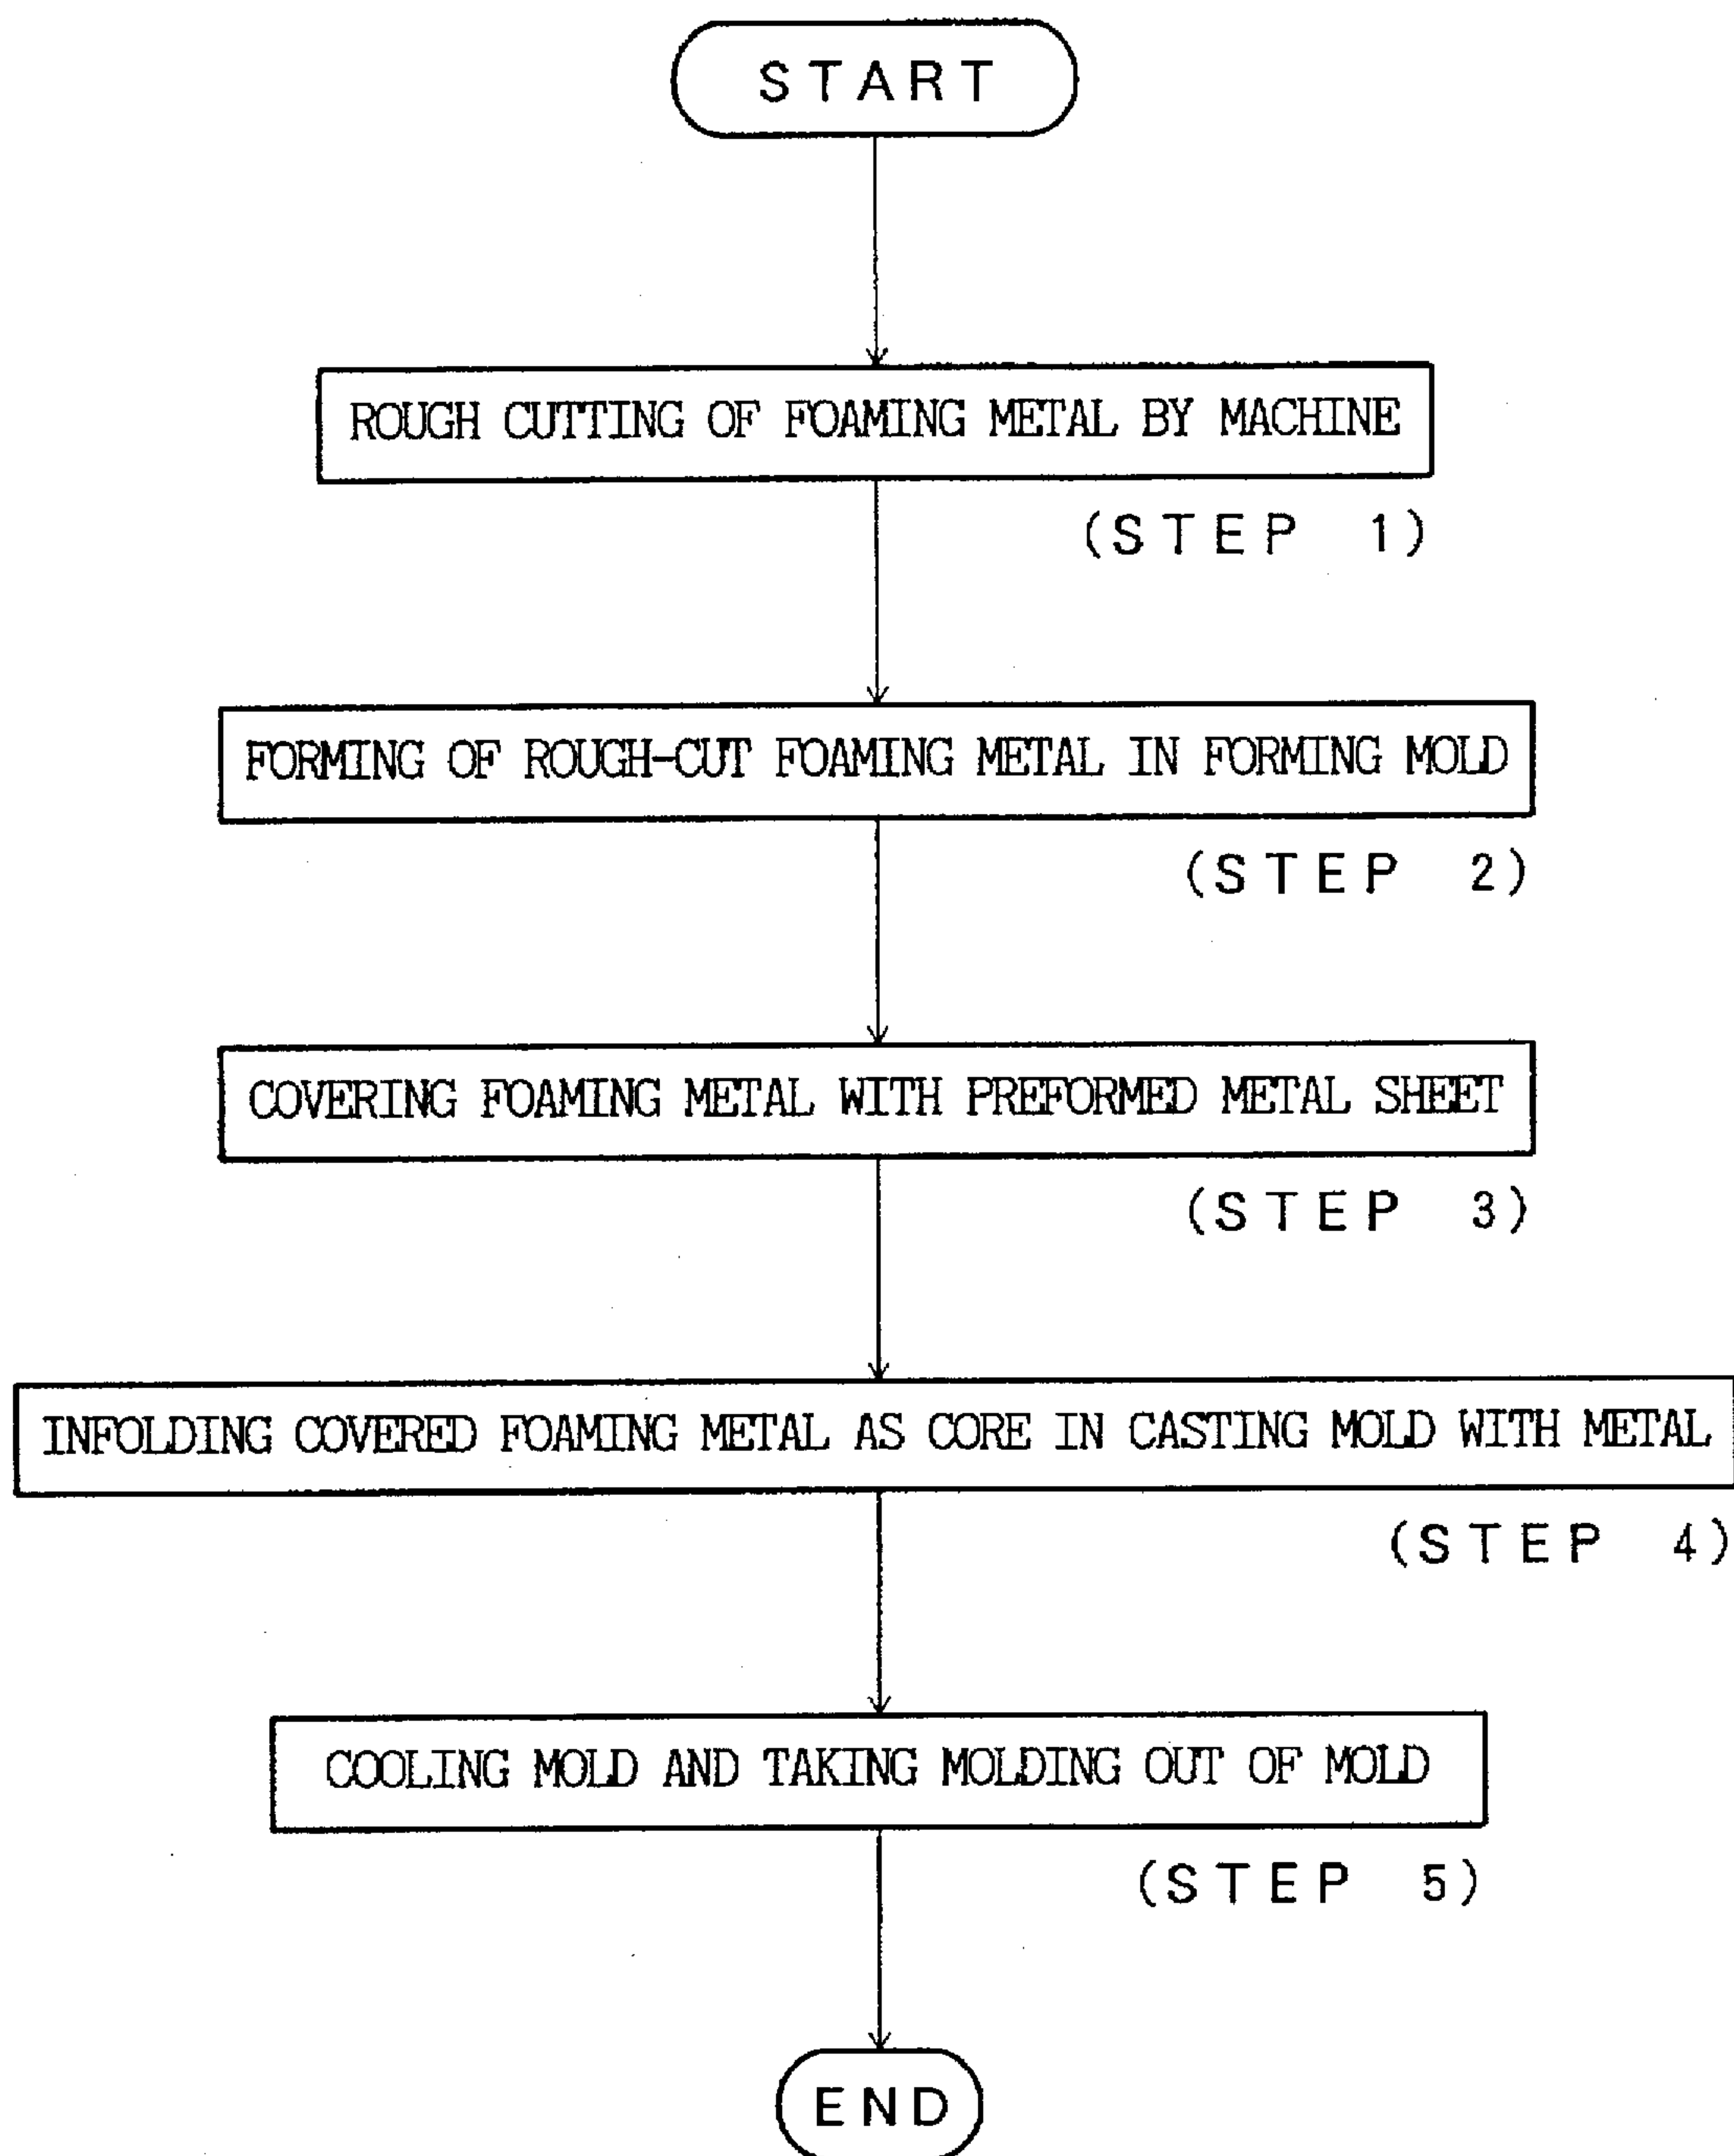 START
ROUGH CUTTING OF FOAMING METAL BY MACHINE
(STEP 1)
FORMING OF ROUGH-CUT FOAMING METAL IN FORMING MOLD
(STEP 2)
COVERING FOAMING METAL WITH PREFORMED METAL SHEET
(STEP 3)
INFOLDING COVERED FOAMING METAL AS CORE IN CASTING MOLD WITH METAL
(STEP 4)
COOLING MOLD AND TAKING MOLDING OUT OF MOLD
(STEP 5)
END